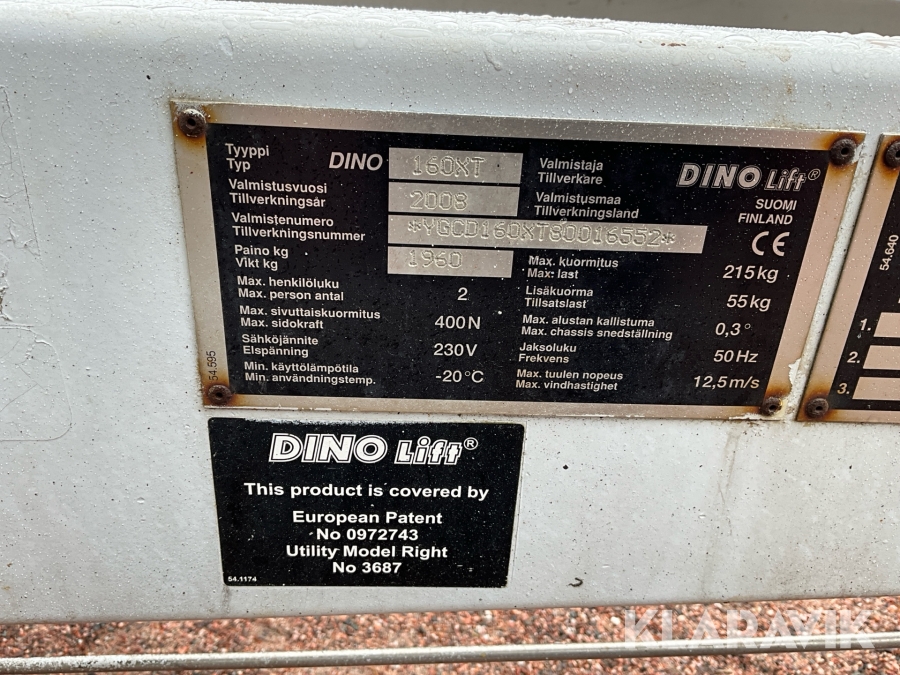 Tyyppi
Typ
DINO 160XT
Valmistusvuosi
Tillverkningsår
2008
Valmistenumero
Tillverkningsnummer
*YGCD160XT80016552*
Paino kg
Vikt kg
1960
Max. henkilöluku
Max. person antal
2
Max. sivuttaiskuormitus
Max. sidokraft
400N
Sähköjännite
Elspänning
230V
Min. käyttölämpötila
Min. användningstemp.
-20°C
54.595
Valmistaja
Tillverkare
DINO Lift®
Valmistusmaa
Tillverkningsland
SUOMI
FINLAND
CE
Max. kuormitus
Max. last
215kg
Lisäkuorma
Tillsatslast
55kg
Max. alustan kallistuma
Max. chassis snedställning
0,3°
Jaksoluku
Frekvens
50Hz
Max. tuulen nopeus
Max. vindhastighet
12,5m/s
54.640
1.
2.
3.
DINO Lift®
This product is covered by
European Patent
No 0972743
Utility Model Right
No 3687
54.1174
KLARAVIK